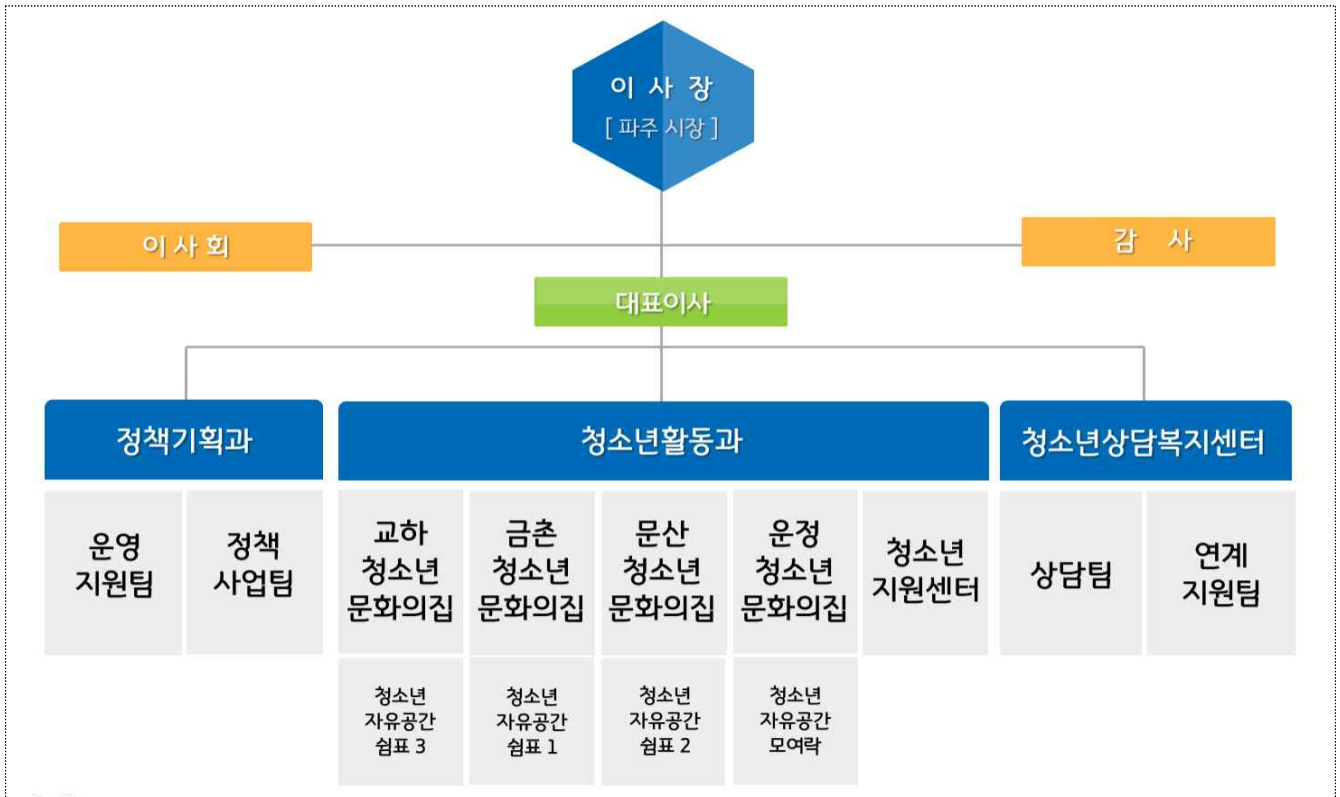 이 사 장
[ 파주 시장 ]
이 사 회
감 사
대표이사
정책기획과
청소년활동과
청소년상담복지센터
운영
지원팀
정책
사업팀
교하
청소년
문화의집
금촌
청소년
문화의집
문산
청소년
문화의집
운정
청소년
문화의집
청소년
지원센터
상담팀
연계
지원팀
청소년
자유공간
쉼표 3
청소년
자유공간
쉼표 1
청소년
자유공간
쉼표 2
청소년
자유공간
모여락